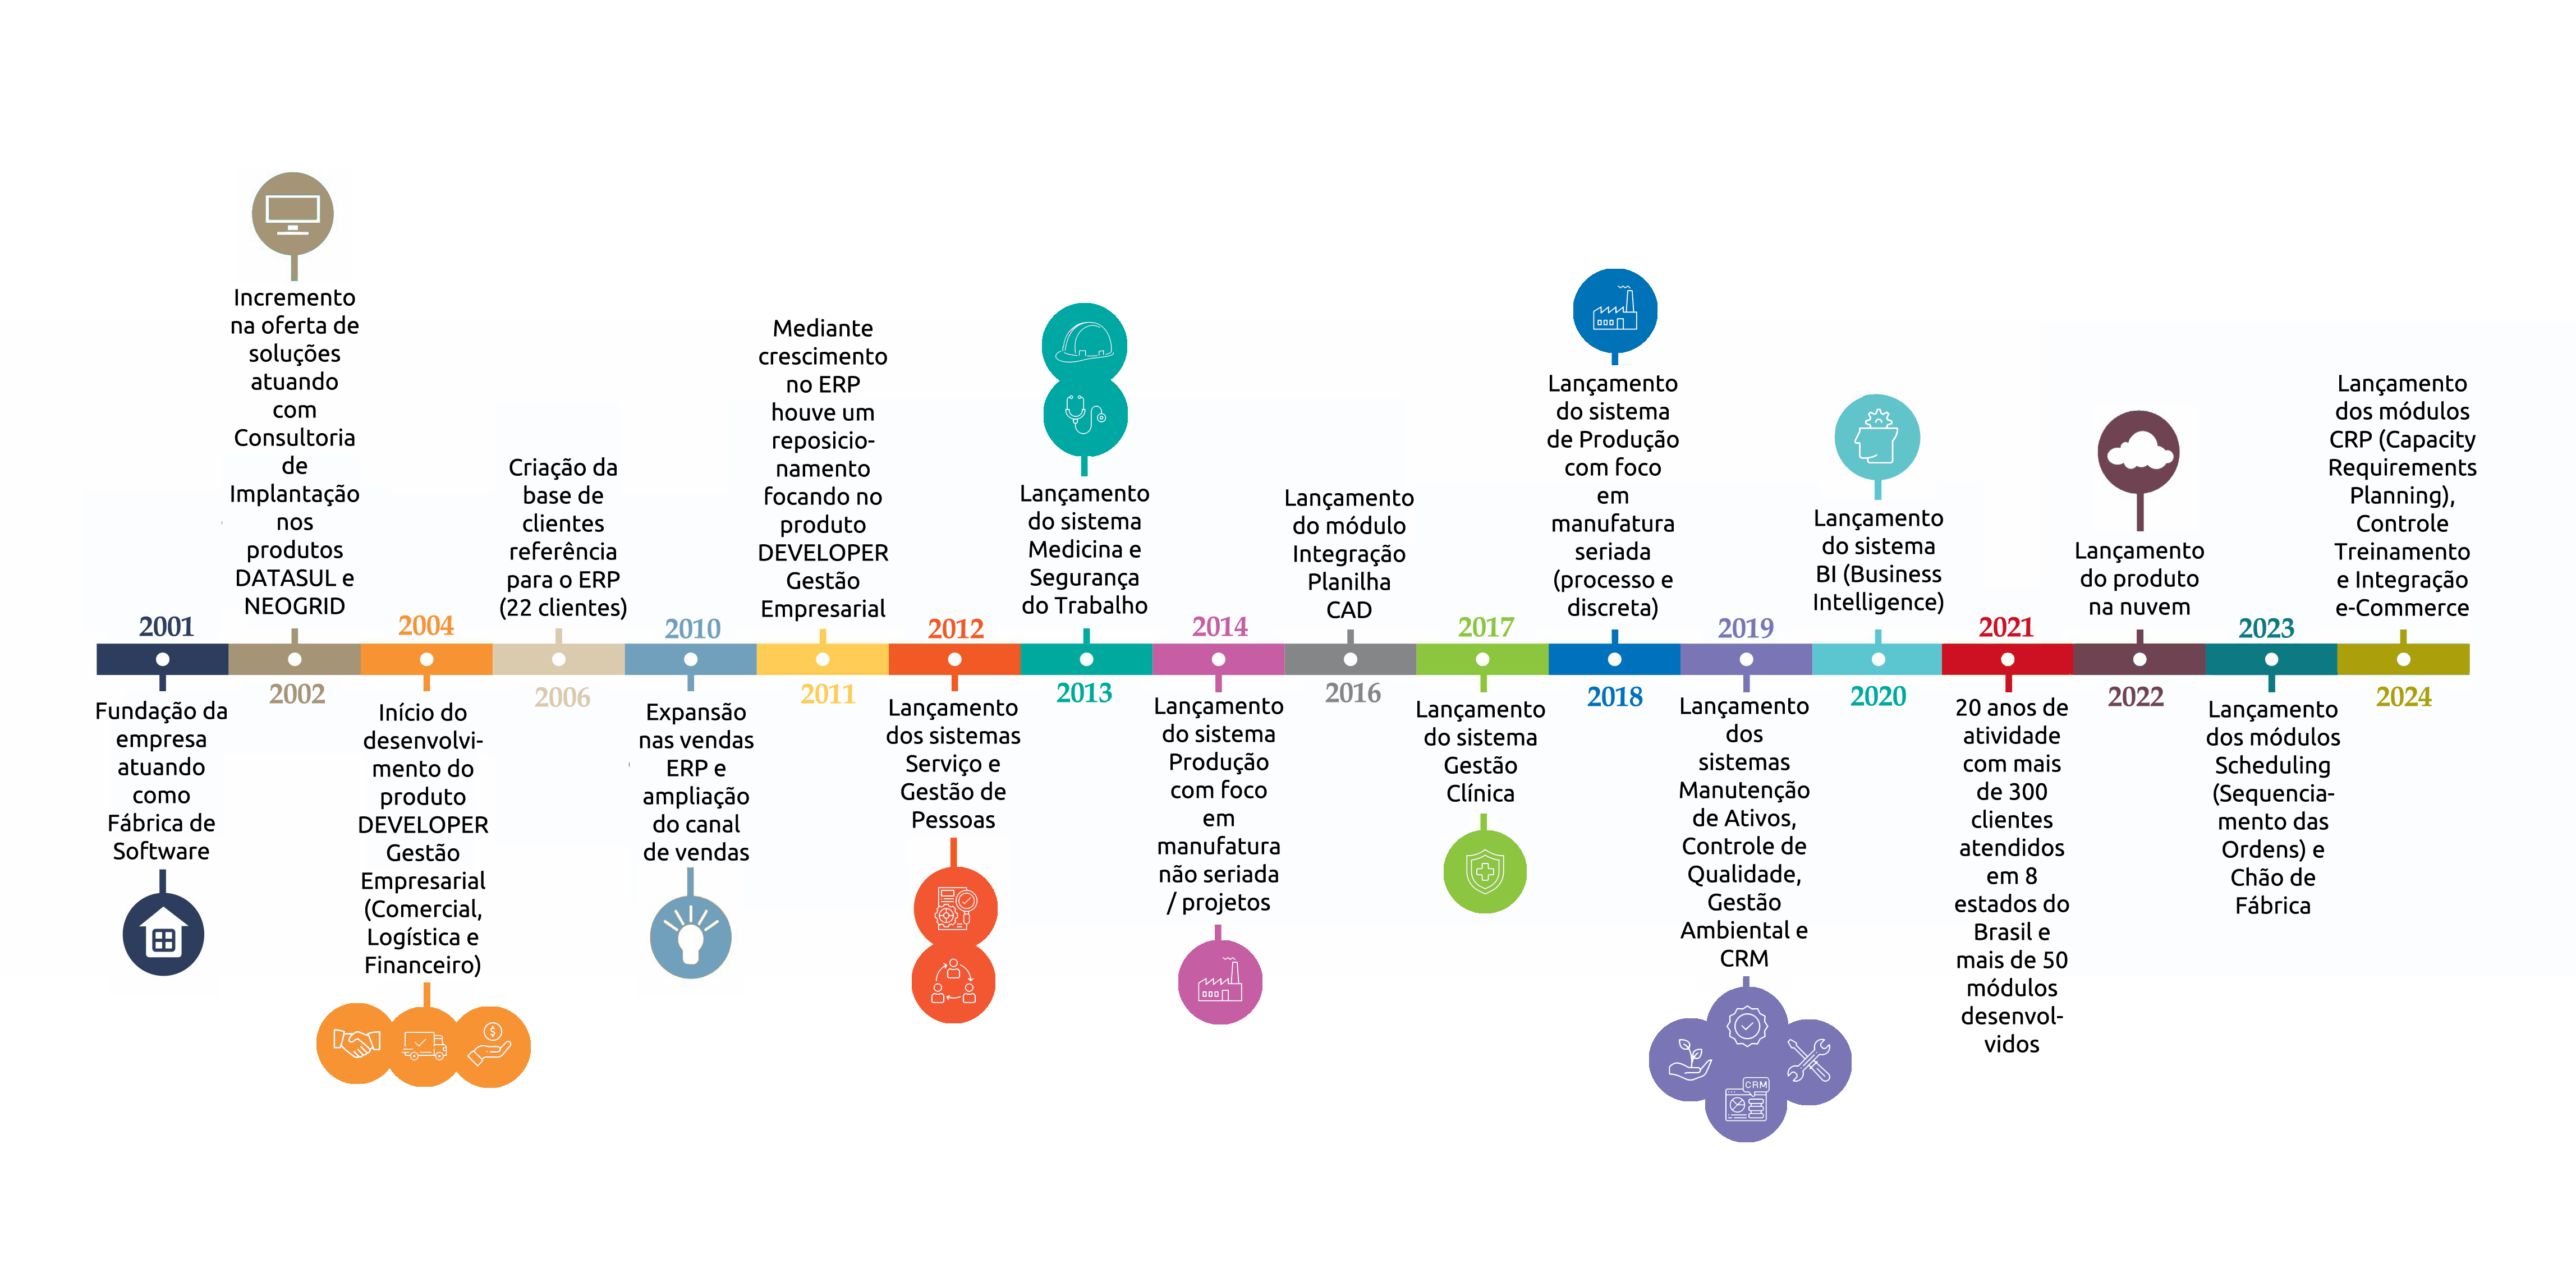 2001
Fundação da
empresa
atuando
como
Fábrica de
Software
Incremento
na oferta de
soluções
atuando
com
Consultoria
de
Implantação
nos
produtos
DATASUL e
NEOGRID
2002
2004
Início do
desenvolvi-
mento do
produto
DEVELOPER
Gestão
Empresarial
(Comercial,
Logística e
Financeiro)
Criação da
base de
clientes
referência
para o ERP
(22 clientes)
2006
2010
Expansão
nas vendas
ERP e
ampliação
do canal
de vendas
Mediante
crescimento
no ERP
houve um
reposicio-
namento
focando no
produto
DEVELOPER
Gestão
Empresarial
2011
2012
Lançamento
dos sistemas
Serviço e
Gestão de
Pessoas
Lançamento
do sistema
Medicina e
Segurança
do Trabalho
2013
2014
Lançamento
do sistema
Produção
com foco
em
manufatura
não seriada
/ projetos
Lançamento
do módulo
Integração
Planilha
CAD
2016
2017
Lançamento
do sistema
Gestão
Clínica
Lançamento
do sistema
de Produção
com foco
em
manufatura
seriada
(processo e
discreta)
2018
2019
Lançamento
dos
sistemas
Manutenção
de Ativos,
Controle de
Qualidade,
Gestão
Ambiental e
CRM
CRM
Lançamento
do sistema
BI (Business
Intelligence)
2020
2021
20 anos de
atividade
com mais
de 300
clientes
atendidos
em 8
estados do
Brasil e
mais de 50
módulos
desenvol-
vidos
Lançamento
do produto
na nuvem
2022
2023
Lançamento
dos módulos
Scheduling
(Sequencia-
mento das
Ordens) e
Chão de
Fábrica
Lançamento
dos módulos
CRP (Capacity
Requirements
Planning),
Controle
Treinamento
e Integração
e-Commerce
2024